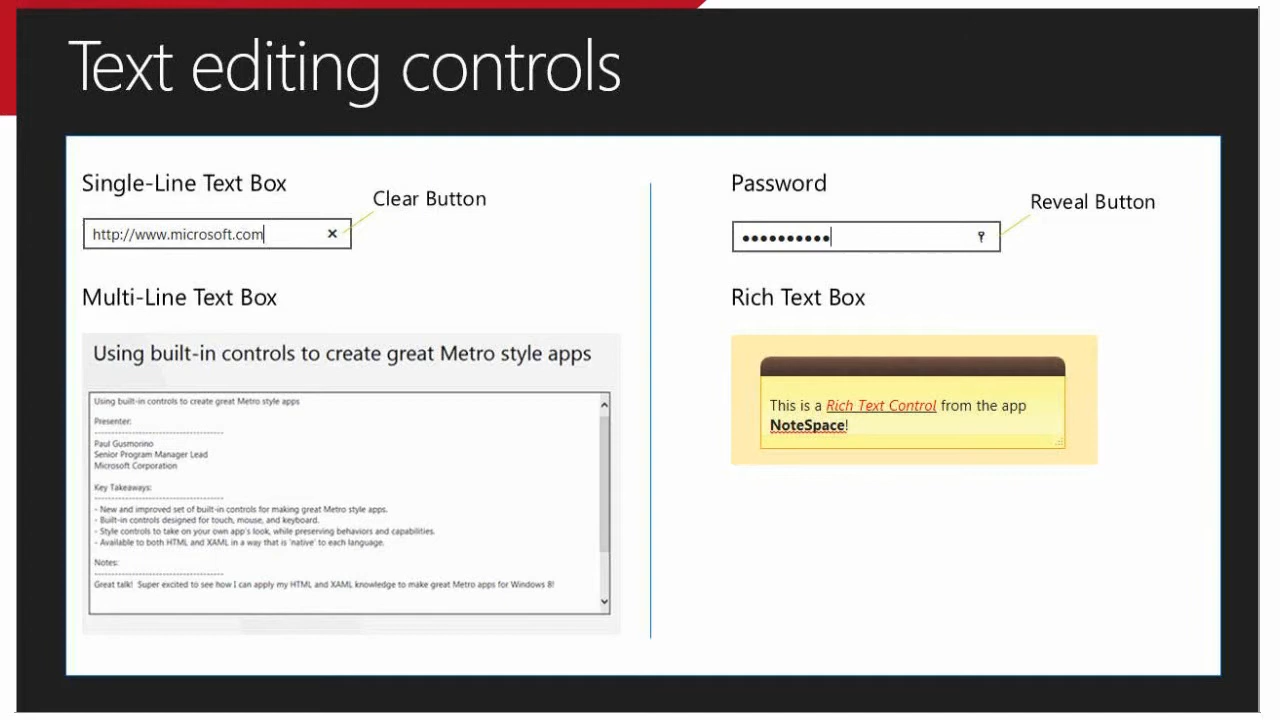 Text editing controls
Single-Line Text Box
Clear Button
http://www.microsoft.com
Multi-Line Text Box
Using built-in controls to create great Metro style apps
Using built-in controls to create great Metro style apps
Presenter:
------------------------------------
Paul Gusmorino
Senior Program Manager Lead
Microsoft Corporation
Key Takeaways:
------------------------------------
- New and improved set of built-in controls for making great Metro style apps.
- Built-in controls designed for touch, mouse, and keyboard.
- Style controls to take on your own app's look, while preserving behaviors and capabilities.
- Available to both HTML and XAML in a way that is 'native' to each language.
Notes:
------------------------------------
Great talk! Super excited to see how I can apply my HTML and XAML knowledge to make great Metro apps for Windows 8!
Password
Reveal Button
●●●●●●●●●●
Rich Text Box
This is a Rich Text Control from the app
NoteSpace!